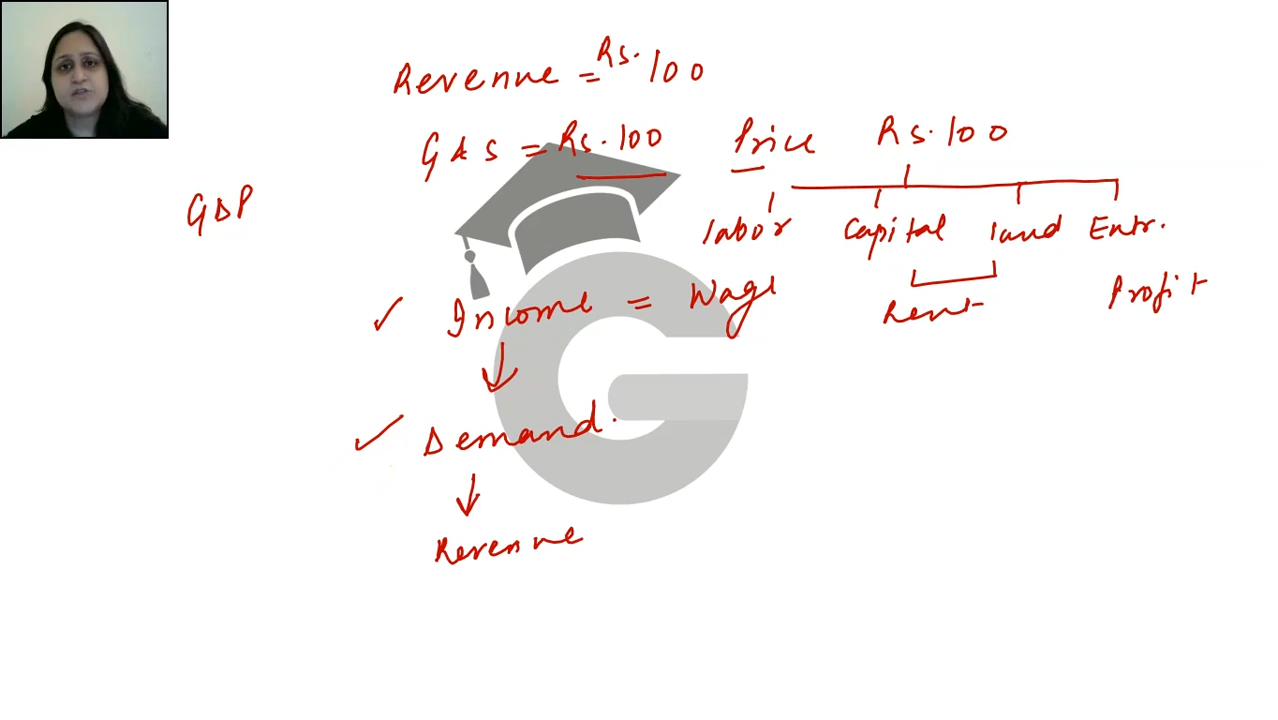 Revenue = Rs. 100
G&S = Rs. 100 Price Rs. 100
GDP
labor Capital land Entr.
Income = Wage Rent Profit
Demand.
Revenue